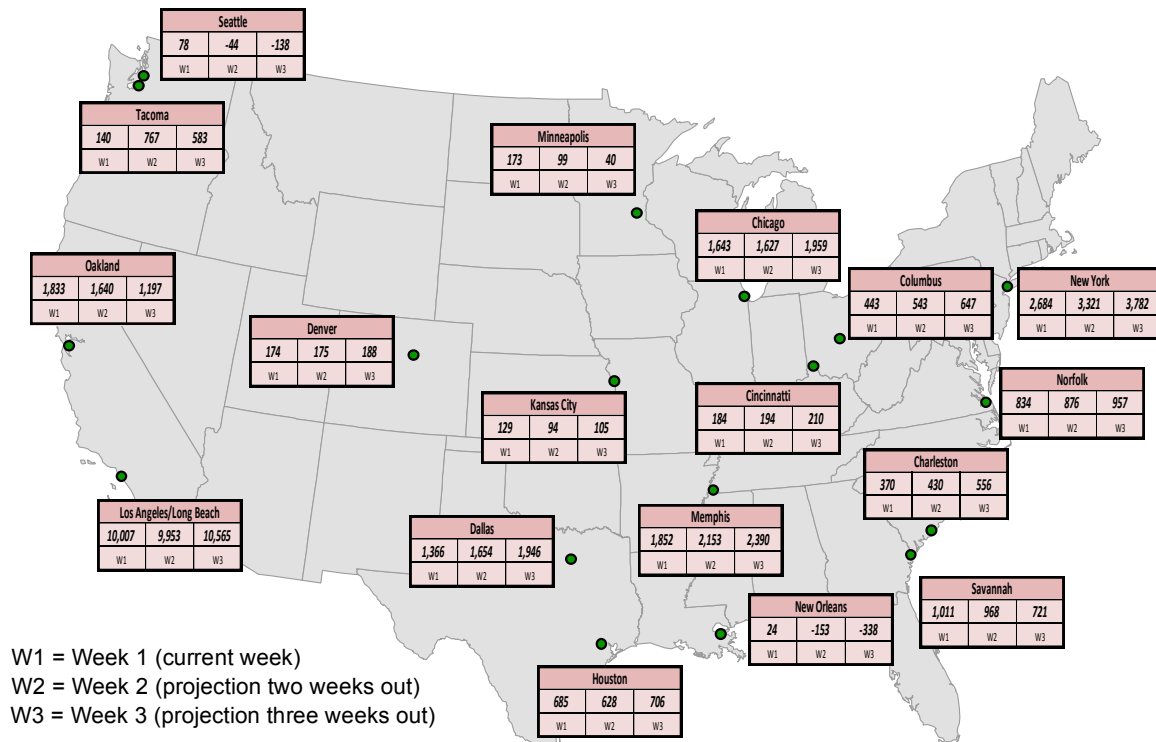 Seattle
78 -44 -138
W1 W2 W3
Tacoma
140 767 583
W1 W2 W3
Minneapolis
173 99 40
W1 W2 W3
Chicago
1,643 1,627 1,959
W1 W2 W3
Oakland
1,833 1,640 1,197
W1 W2 W3
Columbus
443 543 647
W1 W2 W3
New York
2,684 3,321 3,782
W1 W2 W3
Denver
174 175 188
W1 W2 W3
Kansas City
129 94 105
W1 W2 W3
Cincinnatti
184 194 210
W1 W2 W3
Norfolk
834 876 957
W1 W2 W3
Charleston
370 430 556
W1 W2 W3
Los Angeles/Long Beach
10,007 9,953 10,565
W1 W2 W3
Dallas
1,366 1,654 1,946
W1 W2 W3
Memphis
1,852 2,153 2,390
W1 W2 W3
Savannah
1,011 968 721
W1 W2 W3
New Orleans
24 -153 -338
W1 W2 W3
Houston
685 628 706
W1 W2 W3
W1 = Week 1 (current week)
W2 = Week 2 (projection two weeks out)
W3 = Week 3 (projection three weeks out)